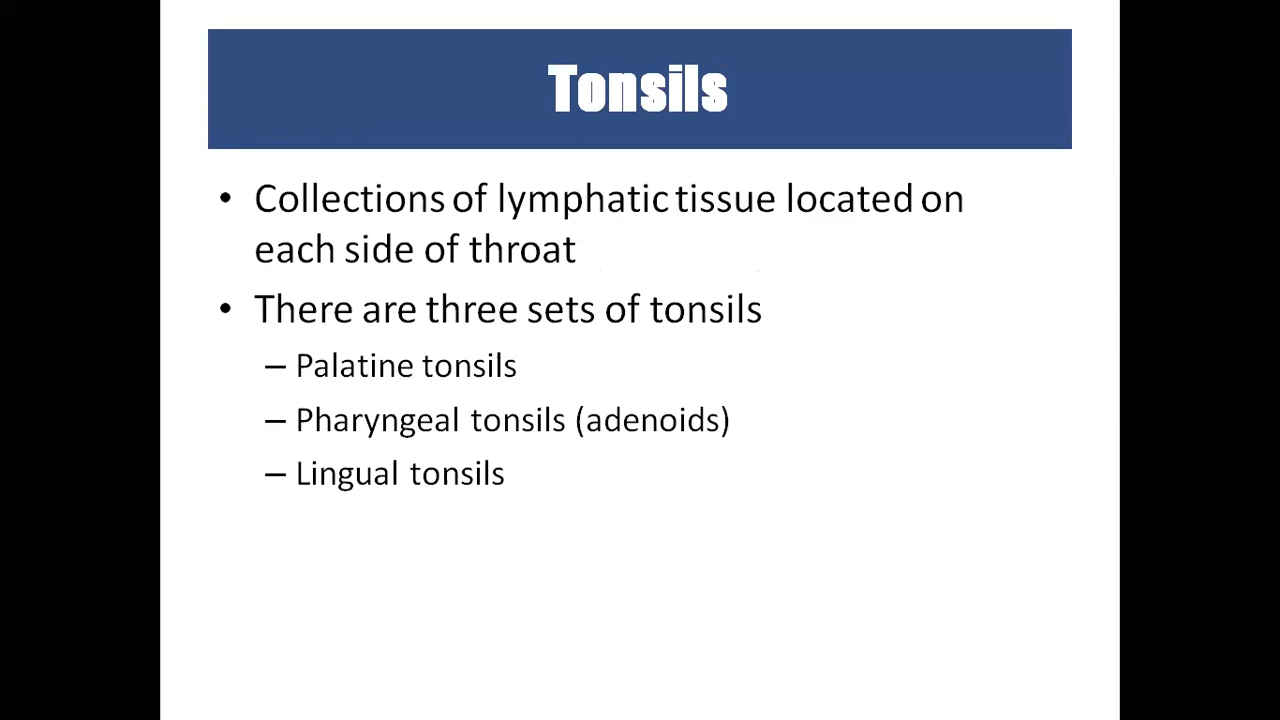 Tonsils
• Collections of lymphatic tissue located on
each side of throat
• There are three sets of tonsils
– Palatine tonsils
– Pharyngeal tonsils (adenoids)
– Lingual tonsils